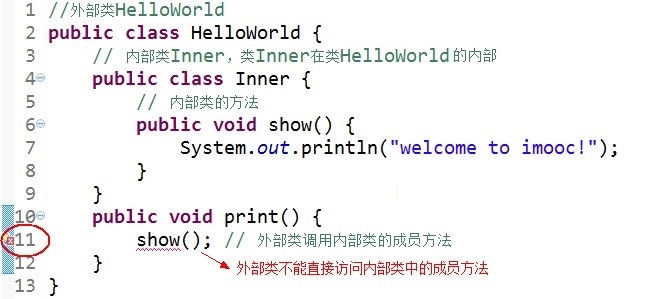 1 //外部类HelloWorld
2 public class HelloWorld {
3     // 内部类Inner，类Inner在类HelloWorld的内部
4     public class Inner {
5         // 内部类的方法
6         public void show() {
7             System.out.println("welcome to imooc!");
8         }
9     }
10     public void print() {
11         show(); // 外部类调用内部类的成员方法
12     }
外部类不能直接访问内部类中的成员方法
13 }